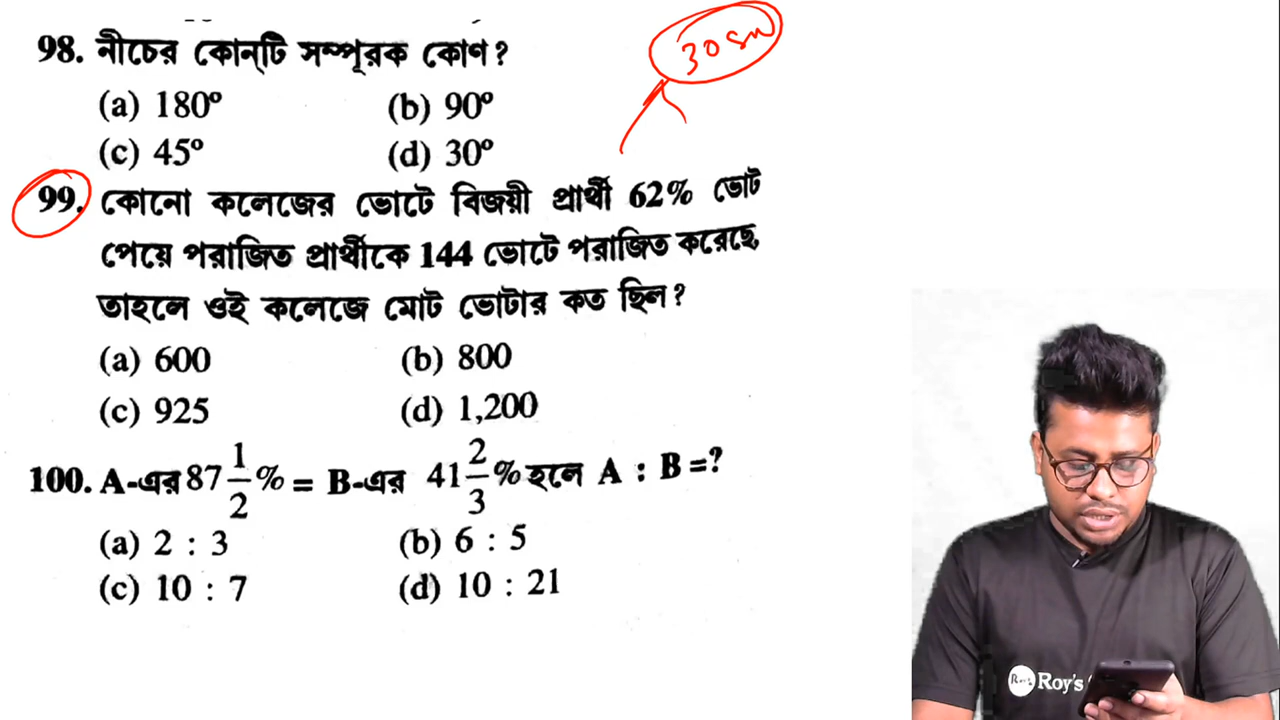 98. নীচের কোন্‌টি সম্পূরক কোণ?
(a) 180° (b) 90°
(c) 45° (d) 30°
99. কোনো কলেজের ভোটে বিজয়ী প্রার্থী 62% ভোট
পেয়ে পরাজিত প্রার্থীকে 144 ভোটে পরাজিত করেছে,
তাহলে ওই কলেজে মোট ভোটার কত ছিল?
(a) 600 (b) 800
(c) 925 (d) 1,200
100. A-এর 87 1/2 % = B-এর 41 2/3 % হলে A : B =?
(a) 2 : 3 (b) 6 : 5
(c) 10 : 7 (d) 10 : 21
30
Roy's